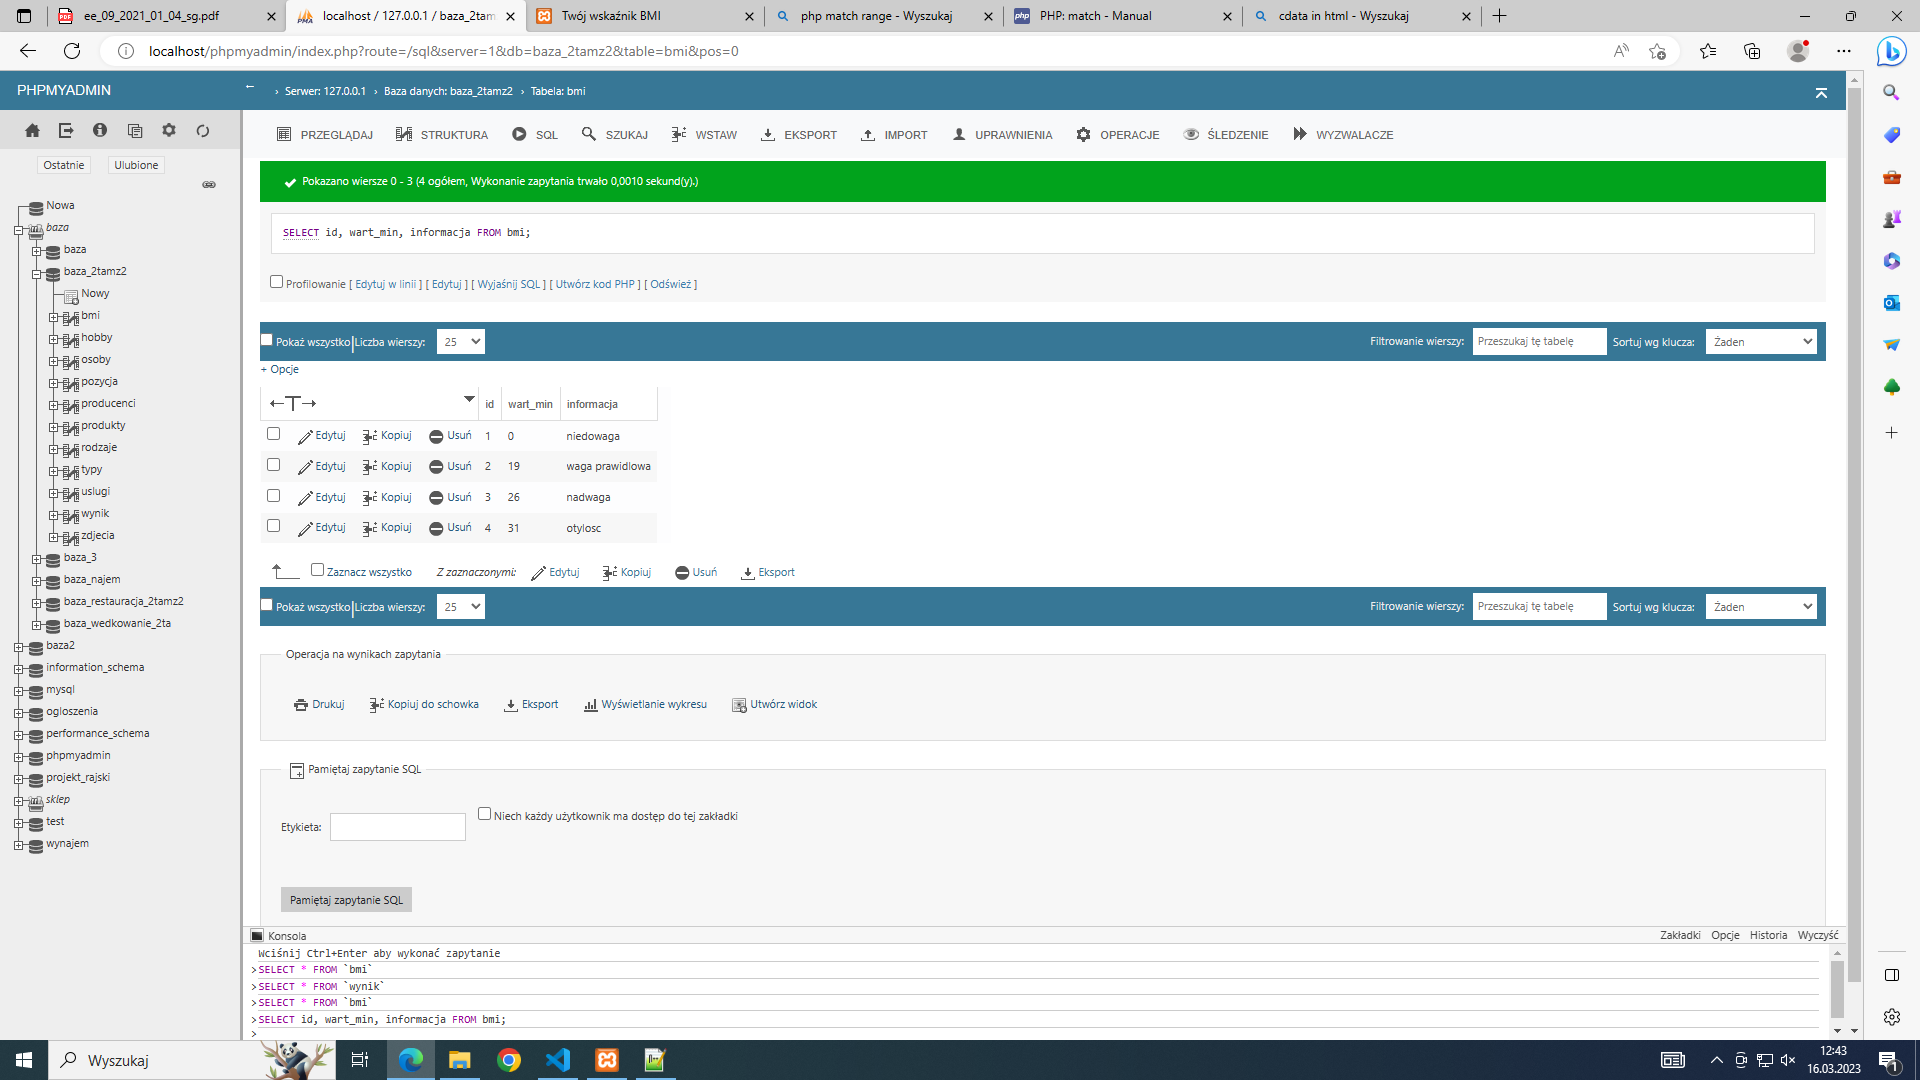 ee_09_2021_01_04_sg.pdf
localhost / 127.0.0.1 / baza_2tam
Twój wskaźnik BMI
php match range - Wyszukaj
PHP: match - Manual
cdata in html - Wyszukaj
localhost/phpmyadmin/index.php?route=/sql&server=1&db=baza_2tamz2&table=bmi&pos=0
PHPMYADMIN
← › Serwer: 127.0.0.1 › Baza danych: baza_2tamz2 › Tabela: bmi
PRZEGLĄDAJ STRUKTURA SQL SZUKAJ WSTAW EKSPORT IMPORT UPRAWNIENIA OPERACJE ŚLEDZENIE WYZWALACZE
Ostatnie Ulubione
Nowa
baza
baza
baza_2tamz2
Nowy
bmi
hobby
osoby
pozycja
producenci
produkty
rodzaje
typy
uslugi
wynik
zdjecia
baza_3
baza_najem
baza_restauracja_2tamz2
baza_wedkowanie_2ta
baza2
information_schema
mysql
ogloszenia
performance_schema
phpmyadmin
projekt_rajski
sklep
test
wynajem
Pokazano wiersze 0 - 3 (4 ogółem, Wykonanie zapytania trwało 0,0010 sekund(y).)
SELECT id, wart_min, informacja FROM bmi;
Profilowanie [ Edytuj w linii ] [ Edytuj ] [ Wyjaśnij SQL ] [ Utwórz kod PHP ] [ Odśwież ]
Pokaż wszystko | Liczba wierszy: 25 Filtrowanie wierszy: Przeszukaj tę tabelę Sortuj wg klucza: Żaden
+ Opcje
←T→ id wart_min informacja
Edytuj Kopiuj Usuń 1 0 niedowaga
Edytuj Kopiuj Usuń 2 19 waga prawidlowa
Edytuj Kopiuj Usuń 3 26 nadwaga
Edytuj Kopiuj Usuń 4 31 otylosc
Zaznacz wszystko Z zaznaczonymi: Edytuj Kopiuj Usuń Eksport
Pokaż wszystko | Liczba wierszy: 25 Filtrowanie wierszy: Przeszukaj tę tabelę Sortuj wg klucza: Żaden
Operacja na wynikach zapytania
Drukuj Kopiuj do schowka Eksport Wyświetlanie wykresu Utwórz widok
Pamiętaj zapytanie SQL
Etykieta: Niech każdy użytkownik ma dostęp do tej zakładki
Pamiętaj zapytanie SQL
Konsola Zakładki Opcje Historia Wyczyść
Wciśnij Ctrl+Enter aby wykonać zapytanie
>SELECT * FROM `bmi`
>SELECT * FROM `wynik`
>SELECT * FROM `bmi`
>SELECT id, wart_min, informacja FROM bmi;
>
Wyszukaj
12:43
16.03.2023
1